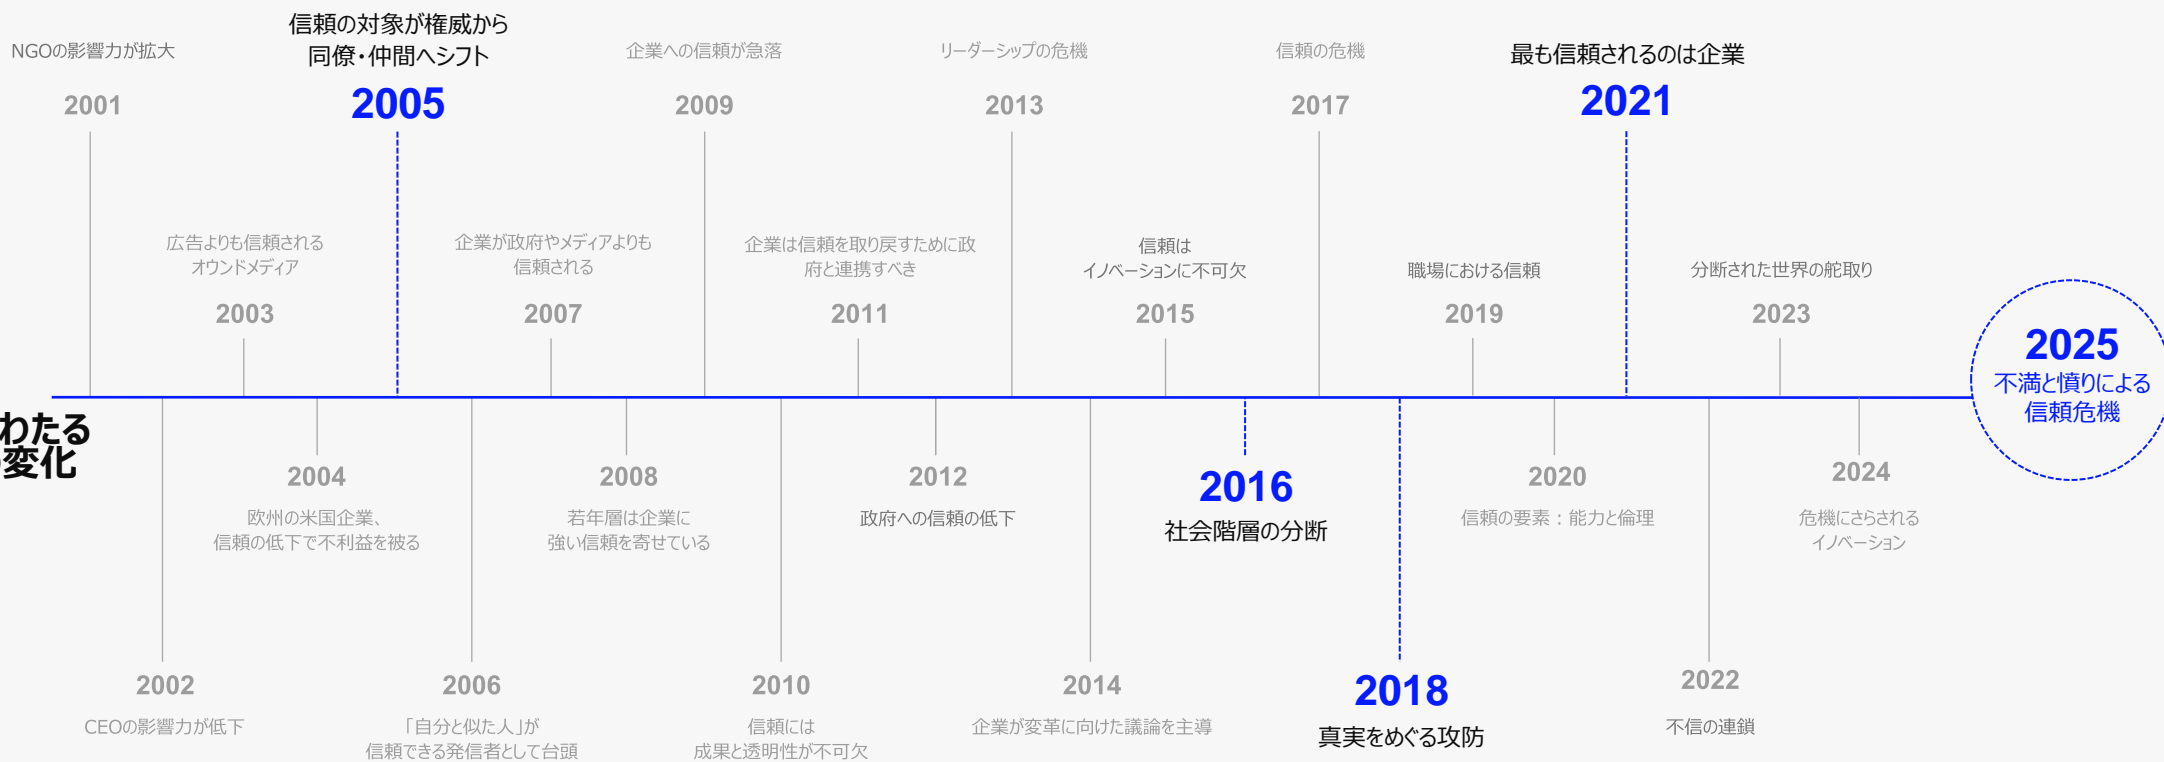 NGOの影響力が拡大
2001
信頼の対象が権威から
同僚・仲間へシフト
2005
企業への信頼が急落
2009
リーダーシップの危機
2013
信頼の危機
2017
最も信頼されるのは企業
2021
広告よりも信頼される
オウンドメディア
2003
企業が政府やメディアよりも
信頼される
2007
企業は信頼を取り戻すために政
府と連携すべき
2011
信頼は
イノベーションに不可欠
2015
職場における信頼
2019
分断された世界の舵取り
2023
2025
不満と憤りによる
信頼危機
わたる
変化
2004
欧州の米国企業、
信頼の低下で不利益を被る
2008
若年層は企業に
強い信頼を寄せている
2012
政府への信頼の低下
2016
社会階層の分断
2020
信頼の要素：能力と倫理
2024
危機にさらされる
イノベーション
2002
CEOの影響力が低下
2006
「自分と似た人」が
信頼できる発信者として台頭
2010
信頼には
成果と透明性が不可欠
2014
企業が変革に向けた議論を主導
2018
真実をめぐる攻防
2022
不信の連鎖